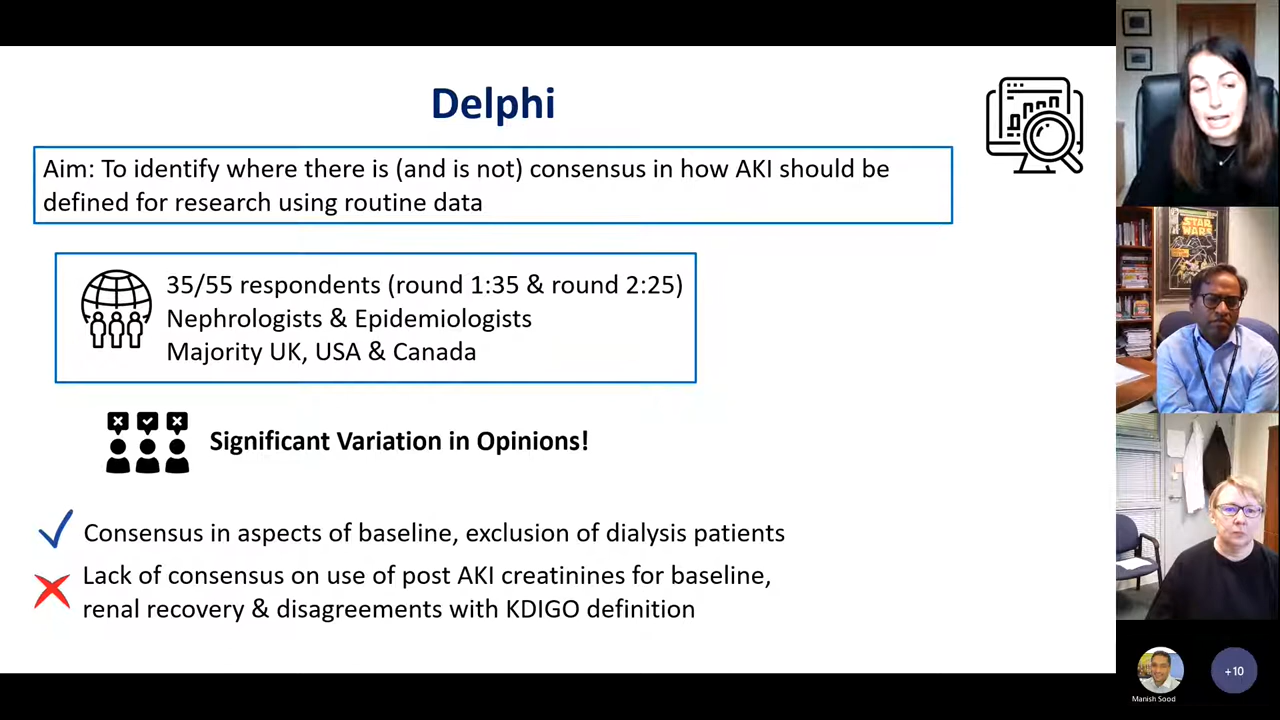 Delphi
Aim: To identify where there is (and is not) consensus in how AKI should be
defined for research using routine data
35/55 respondents (round 1:35 & round 2:25)
Nephrologists & Epidemiologists
Majority UK, USA & Canada
Significant Variation in Opinions!
Consensus in aspects of baseline, exclusion of dialysis patients
Lack of consensus on use of post AKI creatinines for baseline,
renal recovery & disagreements with KDIGO definition
STAR
WARS
Manish Sood
+10